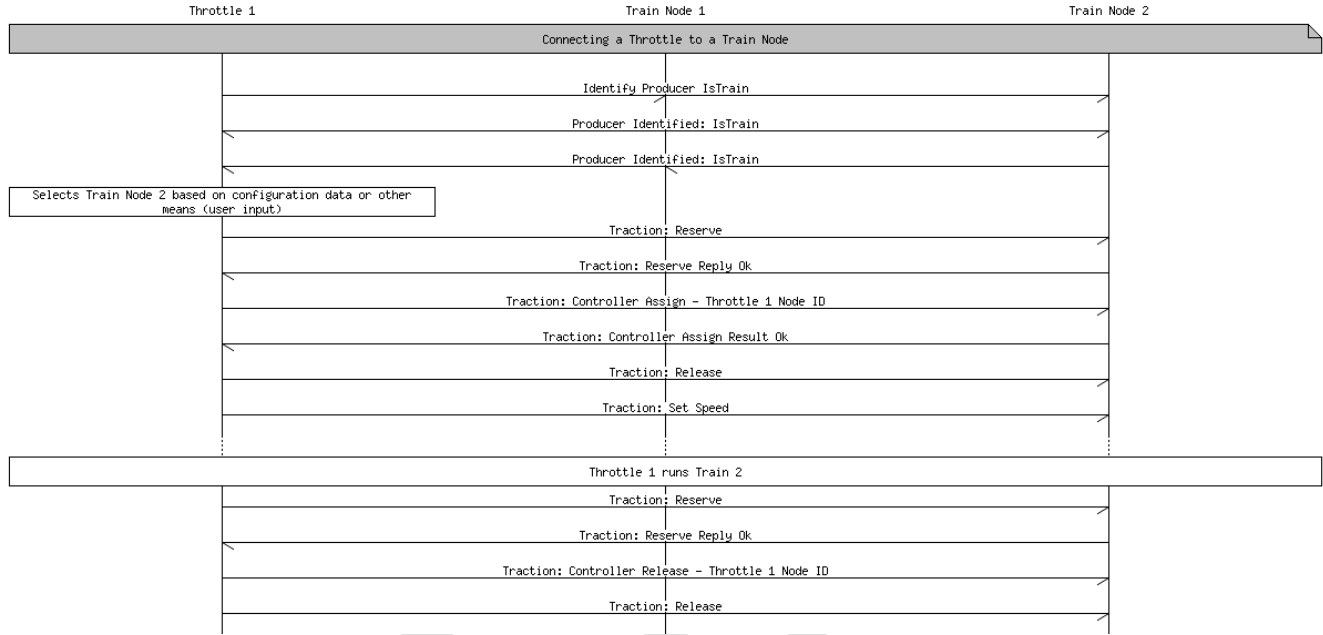 Throttle 1
Train Node 1
Train Node 2
Connecting a Throttle to a Train Node
Identify Producer IsTrain
Producer Identified: IsTrain
Producer Identified: IsTrain
Selects Train Node 2 based on configuration data or other
means (user input)
Traction: Reserve
Traction: Reserve Reply Ok
Traction: Controller Assign - Throttle 1 Node ID
Traction: Controller Assign Result Ok
Traction: Release
Traction: Set Speed
Throttle 1 runs Train 2
Traction: Reserve
Traction: Reserve Reply Ok
Traction: Controller Release - Throttle 1 Node ID
Traction: Release